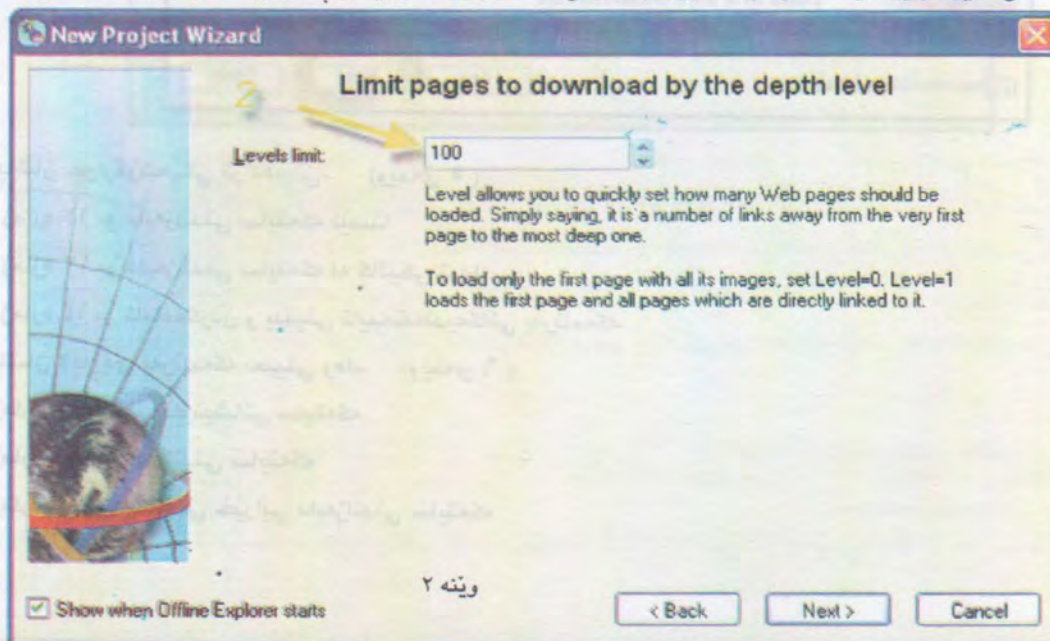 New Project Wizard
Limit pages to download by the depth level
2
Levels limit:
100
Level allows you to quickly set how many Web pages should be
loaded. Simply saying, it is a number of links away from the very first
page to the most deep one.
To load only the first page with all its images, set Level=0. Level=1
loads the first page and all pages which are directly linked to it.
وێنه ٢
Show when Offline Explorer starts
< Back
Next >
Cancel